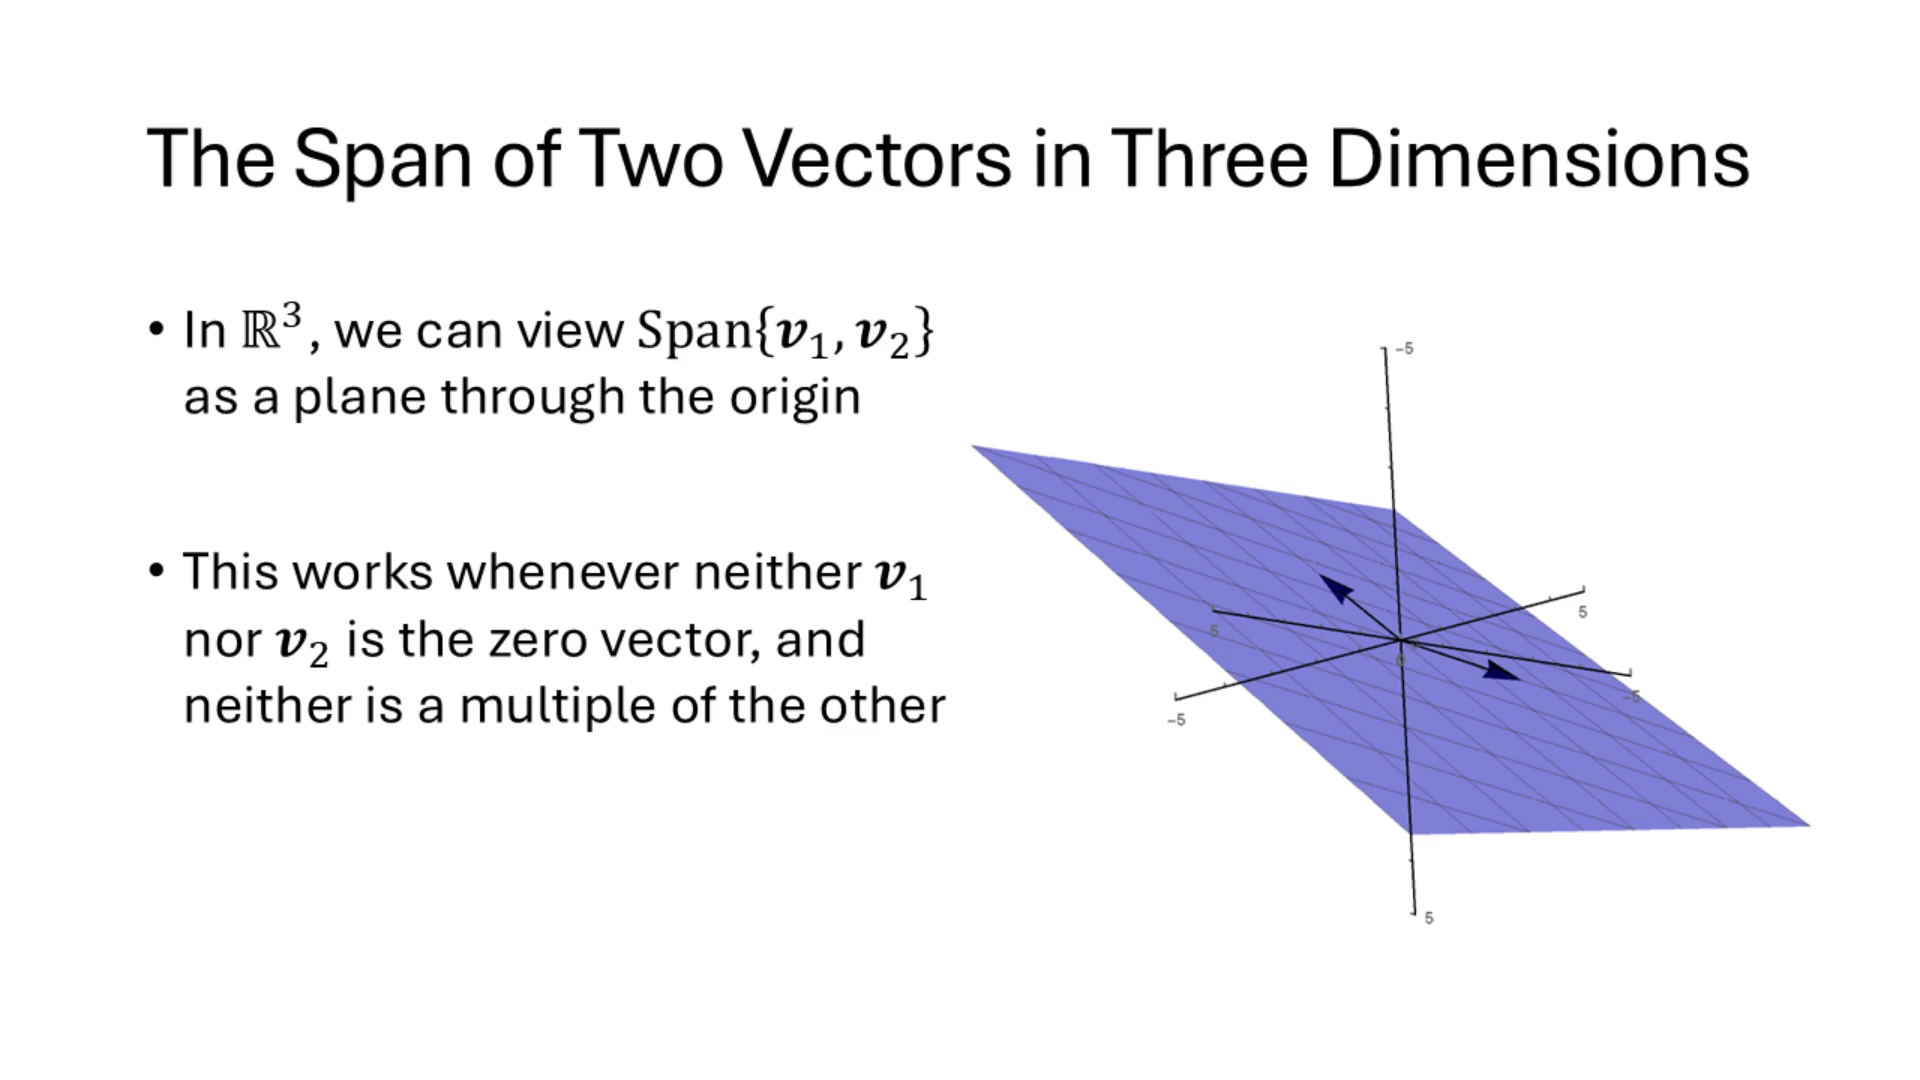 The Span of Two Vectors in Three Dimensions
• In ℝ³, we can view Span{𝒗₁, 𝒗₂}
as a plane through the origin
• This works whenever neither 𝒗₁
nor 𝒗₂ is the zero vector, and
neither is a multiple of the other
−5
5
5
0
−5
−5
5